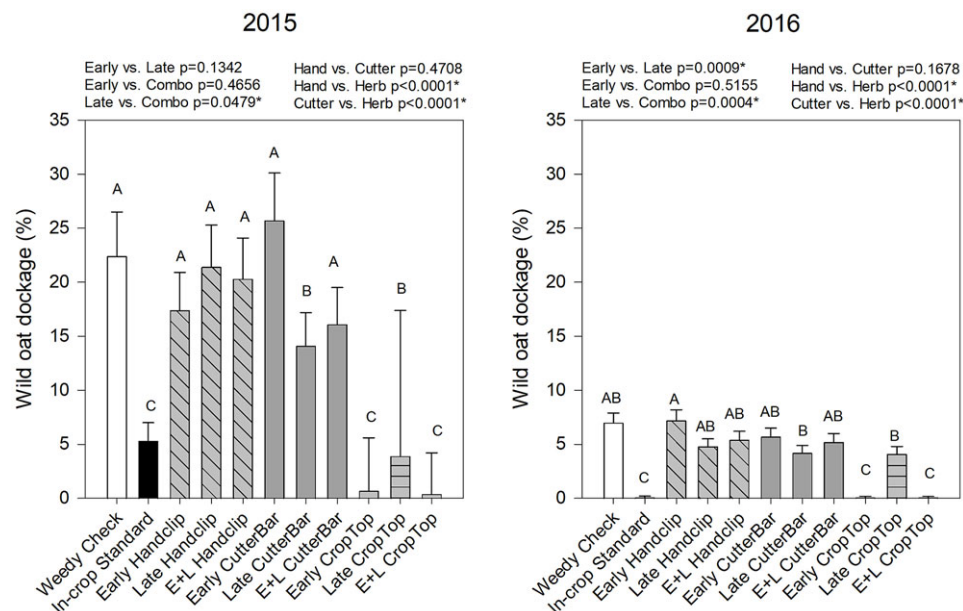 2015
Early vs. Late p=0.1342
Early vs. Combo p=0.4656
Late vs. Combo p=0.0479*
Hand vs. Cutter p=0.4708
Hand vs. Herb p<0.0001*
Cutter vs. Herb p<0.0001*
Wild oat dockage (%)
35
30
25
20
15
10
5
0
A
C
A
A
A
A
B
A
C
B
C
Weedy Check
In-crop Standard
Early Handclip
Late Handclip
E+L Handclip
Early CutterBar
Late CutterBar
E+L CutterBar
Early CropTop
Late CropTop
E+L CropTop
2016
Early vs. Late p=0.0009*
Early vs. Combo p=0.5155
Late vs. Combo p=0.0004*
Hand vs. Cutter p=0.1678
Hand vs. Herb p<0.0001*
Cutter vs. Herb p<0.0001*
Wild oat dockage (%)
35
30
25
20
15
10
5
0
AB
C
A
AB
AB
AB
B
AB
C
B
C
Weedy Check
In-crop Standard
Early Handclip
Late Handclip
E+L Handclip
Early CutterBar
Late CutterBar
E+L CutterBar
Early CropTop
Late CropTop
E+L CropTop